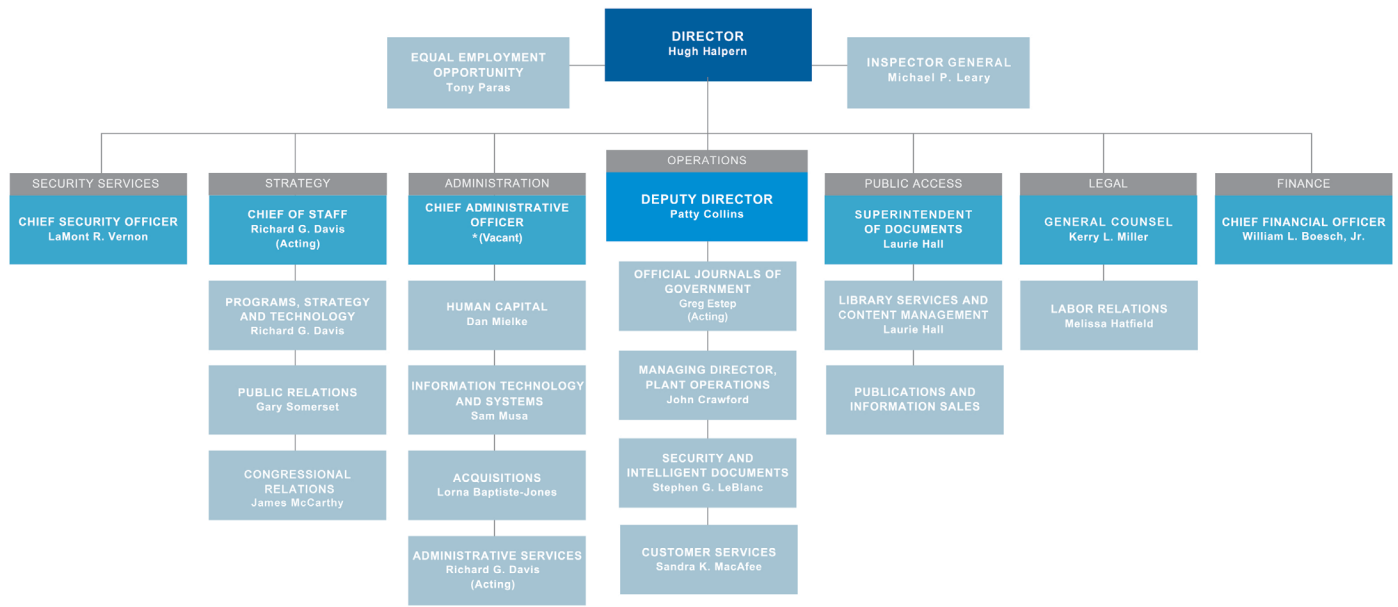 DIRECTOR
Hugh Halpern
EQUAL EMPLOYMENT
OPPORTUNITY
Tony Paras
INSPECTOR GENERAL
Michael P. Leary
SECURITY SERVICES
CHIEF SECURITY OFFICER
LaMont R. Vernon
STRATEGY
CHIEF OF STAFF
Richard G. Davis
(Acting)
PROGRAMS, STRATEGY
AND TECHNOLOGY
Richard G. Davis
PUBLIC RELATIONS
Gary Somerset
CONGRESSIONAL
RELATIONS
James McCarthy
ADMINISTRATION
CHIEF ADMINISTRATIVE
OFFICER
*(Vacant)
HUMAN CAPITAL
Dan Mielke
INFORMATION TECHNOLOGY
AND SYSTEMS
Sam Musa
ACQUISITIONS
Lorna Baptiste-Jones
ADMINISTRATIVE SERVICES
Richard G. Davis
(Acting)
OPERATIONS
DEPUTY DIRECTOR
Patty Collins
OFFICIAL JOURNALS OF
GOVERNMENT
Greg Estep
(Acting)
MANAGING DIRECTOR,
PLANT OPERATIONS
John Crawford
SECURITY AND
INTELLIGENT DOCUMENTS
Stephen G. LeBlanc
CUSTOMER SERVICES
Sandra K. MacAfee
PUBLIC ACCESS
SUPERINTENDENT
OF DOCUMENTS
Laurie Hall
LIBRARY SERVICES AND
CONTENT MANAGEMENT
Laurie Hall
PUBLICATIONS AND
INFORMATION SALES
LEGAL
GENERAL COUNSEL
Kerry L. Miller
LABOR RELATIONS
Melissa Hatfield
FINANCE
CHIEF FINANCIAL OFFICER
William L. Boesch, Jr.